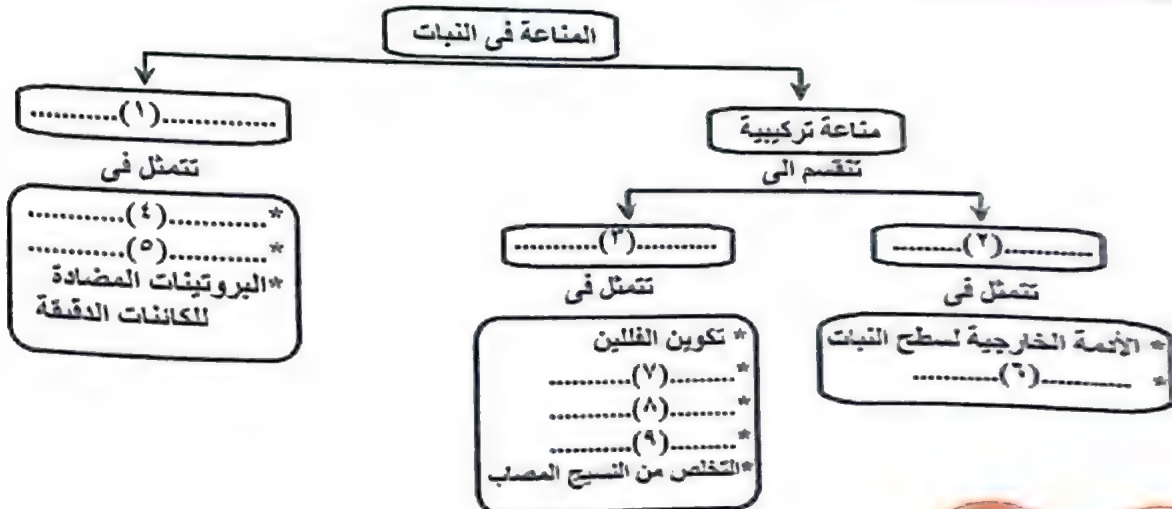 المناعة فى النبات
.............(١)............
تتمثل فى
*............(٤)............
*............(٥)............
*البروتينات المضادة
للكائنات الدقيقة
مناعة تركيبية
تنقسم الى
...........(٢).........
تتمثل فى
* الأدمة الخارجية لسطح النبات
* ............(٦)...........
...........(٣)...........
تتمثل فى
* تكوين الفللين
*.........(٧)...........
*.........(٨)...........
*.........(٩)...........
*التخلص من النسيج المصاب